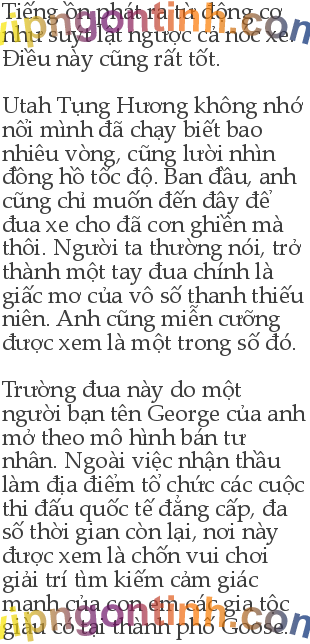 Tiếng ồn phát ra từ động cơ
như suýt lật ngược cả nóc xe.
Điều này cũng rất tốt.
Utah Tụng Hương không nhớ
nổi mình đã chạy biết bao
nhiêu vòng, cũng lười nhìn
đồng hồ tốc độ. Ban đầu, anh
cũng chỉ muốn đến đây để
đua xe cho đã cơn ghiền mà
thôi. Người ta thường nói, trở
thành một tay đua chính là
giấc mơ của vô số thanh thiếu
niên. Anh cũng miễn cưỡng
được xem là một trong số đó.
Trường đua này do một
người bạn tên George của anh
mở theo mô hình bán tư
nhân. Ngoài việc nhận thầu
làm địa điểm tổ chức các cuộc
thi đấu quốc tế đẳng cấp, đa
số thời gian còn lại, nơi này
được xem là chốn vui chơi
giải trí tìm kiếm cảm giác
mạnh của con em các gia tộc
giàu có tại thành phố Goose.
vipngontinh.com
vipngontinh.com